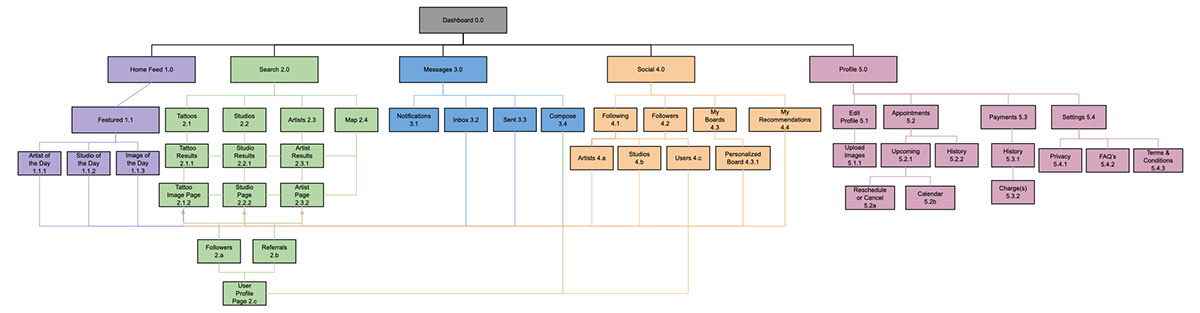 Dashboard 0.0
Home Feed 1.0
Search 2.0
Messages 3.0
Social 4.0
Profile 5.0
Featured 1.1
Tattoos
2.1
Studios
2.2
Artists 2.3
Map 2.4
Notifications
3.1
Inbox 3.2
Sent 3.3
Compose
3.4
Following
4.1
Followers
4.2
My
Boards
4.3
My
Recommendations
4.4
Edit
Profile 5.1
Appointments
5.2
Payments 5.3
Settings 5.4
Artist of
the Day
1.1.1
Studio of
the Day
1.1.2
Image of
the Day
1.1.3
Tattoo
Results
2.1.1
Studio
Results
2.2.1
Artist
Results
2.3.1
Artists 4.a
Studios
4.b
Users 4.c
Personalized
Board 4.3.1
Upload
Images
5.1.1
Upcoming
5.2.1
History
5.2.2
History
5.3.1
Privacy
5.4.1
FAQ's
5.4.2
Terms &
Conditions
5.4.3
Tattoo
Image Page
2.1.2
Studio
Page
2.2.2
Artist
Page
2.3.2
Reschedule
or Cancel
5.2a
Calendar
5.2b
Charge(s)
5.3.2
Followers
2.a
Referrals
2.b
User
Profile
Page 2.c